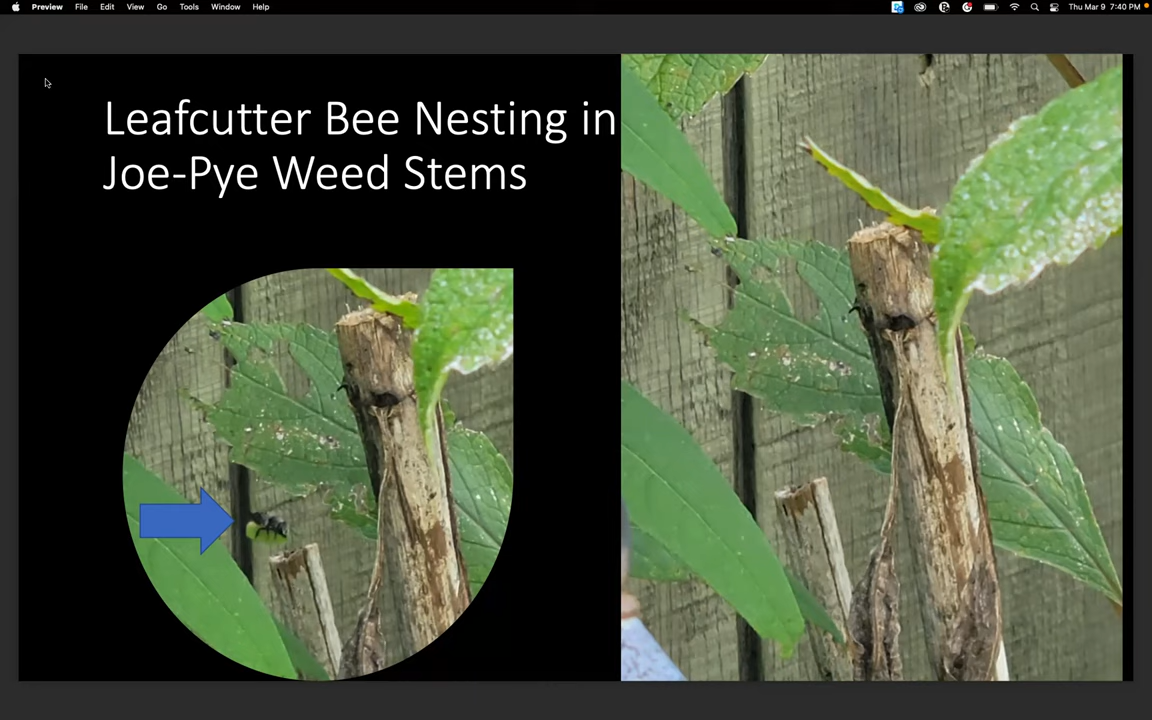 Preview File Edit View Go Tools Window Help Thu Mar 9 7:40 PM
Leafcutter Bee Nesting in
Joe-Pye Weed Stems